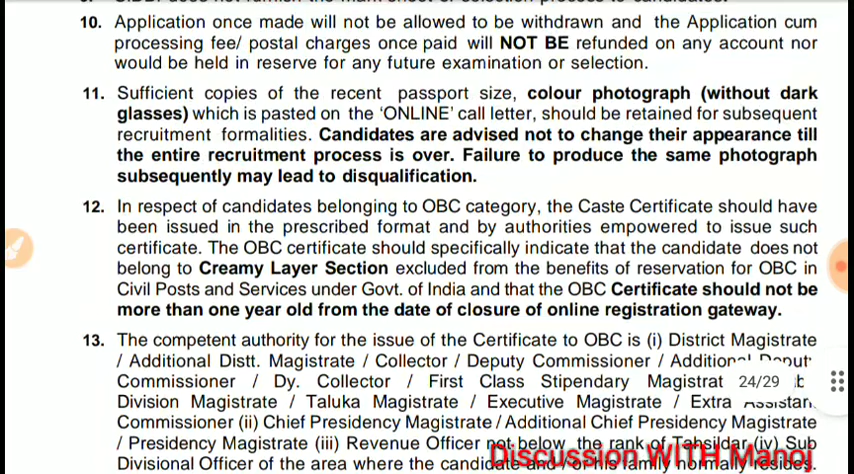 10. Application once made will not be allowed to be withdrawn and the Application cum
processing fee/ postal charges once paid will NOT BE refunded on any account nor
would be held in reserve for any future examination or selection.
11. Sufficient copies of the recent passport size, colour photograph (without dark
glasses) which is pasted on the ‘ONLINE’ call letter, should be retained for subsequent
recruitment formalities. Candidates are advised not to change their appearance till
the entire recruitment process is over. Failure to produce the same photograph
subsequently may lead to disqualification.
12. In respect of candidates belonging to OBC category, the Caste Certificate should have
been issued in the prescribed format and by authorities empowered to issue such
certificate. The OBC certificate should specifically indicate that the candidate does not
belong to Creamy Layer Section excluded from the benefits of reservation for OBC in
Civil Posts and Services under Govt. of India and that the OBC Certificate should not be
more than one year old from the date of closure of online registration gateway.
13. The competent authority for the issue of the Certificate to OBC is (i) District Magistrate
/ Additional Distt. Magistrate / Collector / Deputy Commissioner /
Commissioner / Dy. Collector / First Class Stipendary 24/29
Division Magistrate / Taluka Magistrate / Executive Magistrate / Extra
Commissioner (ii) Chief Presidency Magistrate / Additional Chief Presidency Magistrate
/ Presidency Magistrate (iii) Revenue Officer not below the rank of Tahsildar (iv) Sub
Divisional Officer of the area where the
Discussion WITH Manoj